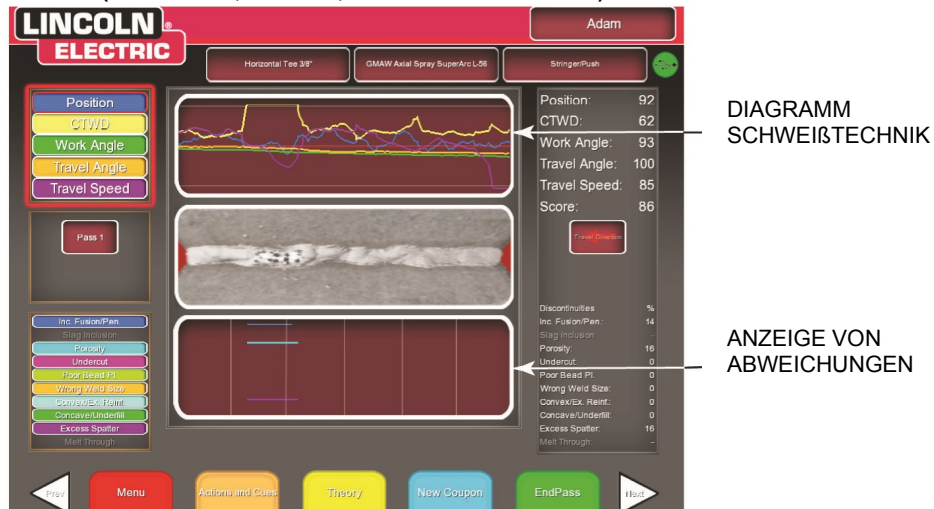 LINCOLN ®
ELECTRIC
Adam
Horizontal Tee 3/8"
GMAW Axial Spray SuperArc L-56
Stringer/Push
Position
CTWD
Work Angle
Travel Angle
Travel Speed
Position: 92
CTWD: 62
Work Angle: 93
Travel Angle: 100
Travel Speed: 85
Score: 86
DIAGRAMM
SCHWEIßTECHNIK
Pass 1
Travel Direction
Inc. Fusion/Pen.
Slag Inclusion
Porosity
Undercut
Poor Bead Pl.
Wrong Weld Size
Convex/Ex. Reinf.
Concave/Underfill
Excess Spatter
Melt Through
Discontinuities %
Inc. Fusion/Pen.: 14
Slag Inclusion: -
Porosity: 16
Undercut: 0
Poor Bead Pl. 0
Wrong Weld Size: 0
Convex/Ex. Reinf.: 0
Concave/Underfill: 0
Excess Spatter: 16
Melt Through: -
ANZEIGE VON
ABWEICHUNGEN
Prev
Menu
Actions and Cues
Theory
New Coupon
EndPass
Next